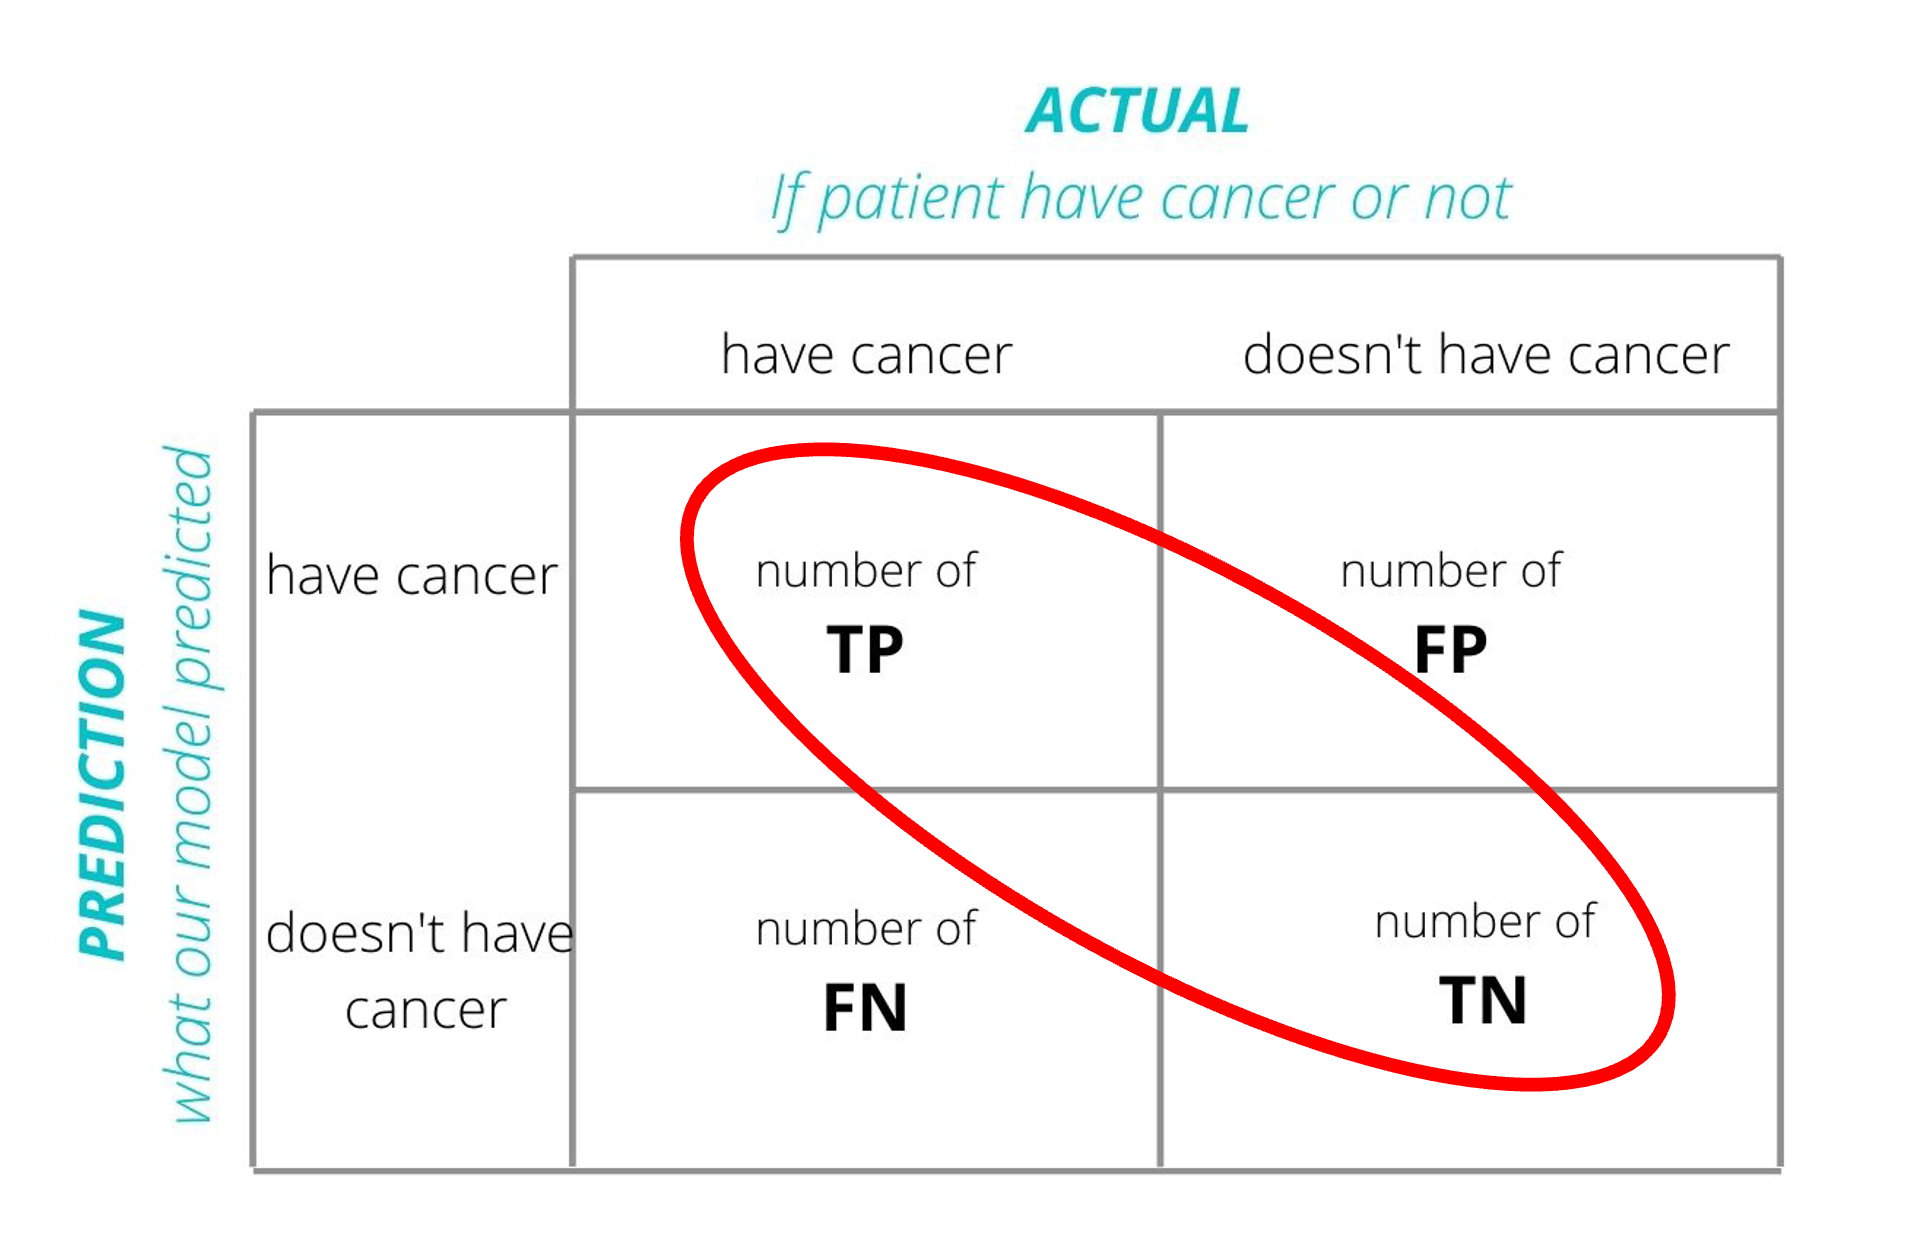 ACTUAL
If patient have cancer or not
have cancer
doesn't have cancer
PREDICTION
what our model predicted
have cancer
number of
TP
number of
FP
doesn't have
cancer
number of
FN
number of
TN